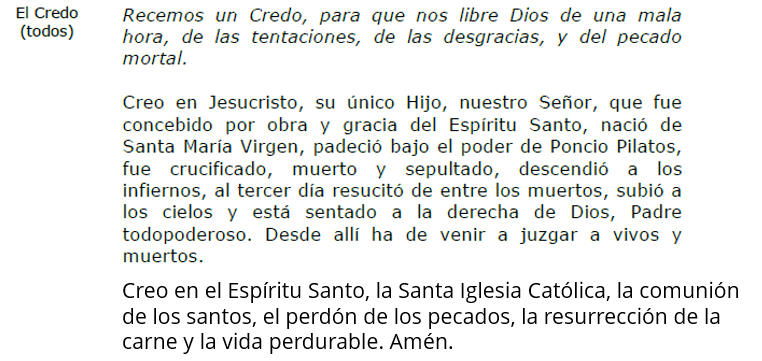 El Credo
(todos)
Recemos un Credo, para que nos libre Dios de una mala
hora, de las tentaciones, de las desgracias, y del pecado
mortal.
Creo en Jesucristo, su único Hijo, nuestro Señor, que fue
concebido por obra y gracia del Espíritu Santo, nació de
Santa María Virgen, padeció bajo el poder de Poncio Pilatos,
fue crucificado, muerto y sepultado, descendió a los
infiernos, al tercer día resucitó de entre los muertos, subió a
los cielos y está sentado a la derecha de Dios, Padre
todopoderoso. Desde allí ha de venir a juzgar a vivos y
muertos.
Creo en el Espíritu Santo, la Santa Iglesia Católica, la comunión
de los santos, el perdón de los pecados, la resurrección de la
carne y la vida perdurable. Amén.